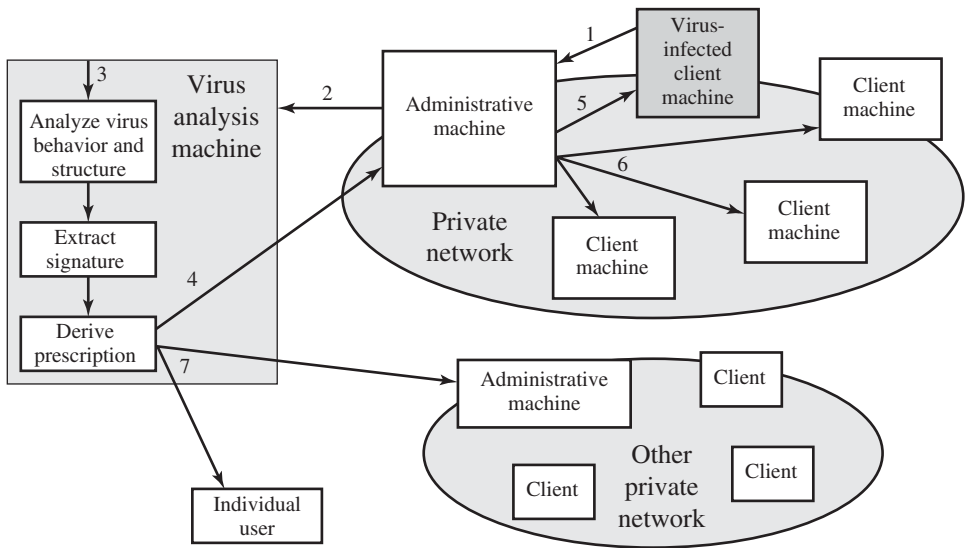 3
Virus
analysis
machine
Analyze virus
behavior and
structure
Extract
signature
Derive
prescription
2
4
7
Administrative
machine
1
5
Virus-
infected
client
machine
Client
machine
6
Client
machine
Client
machine
Private
network
Administrative
machine
Client
Client
Client
Other
private
network
Individual
user